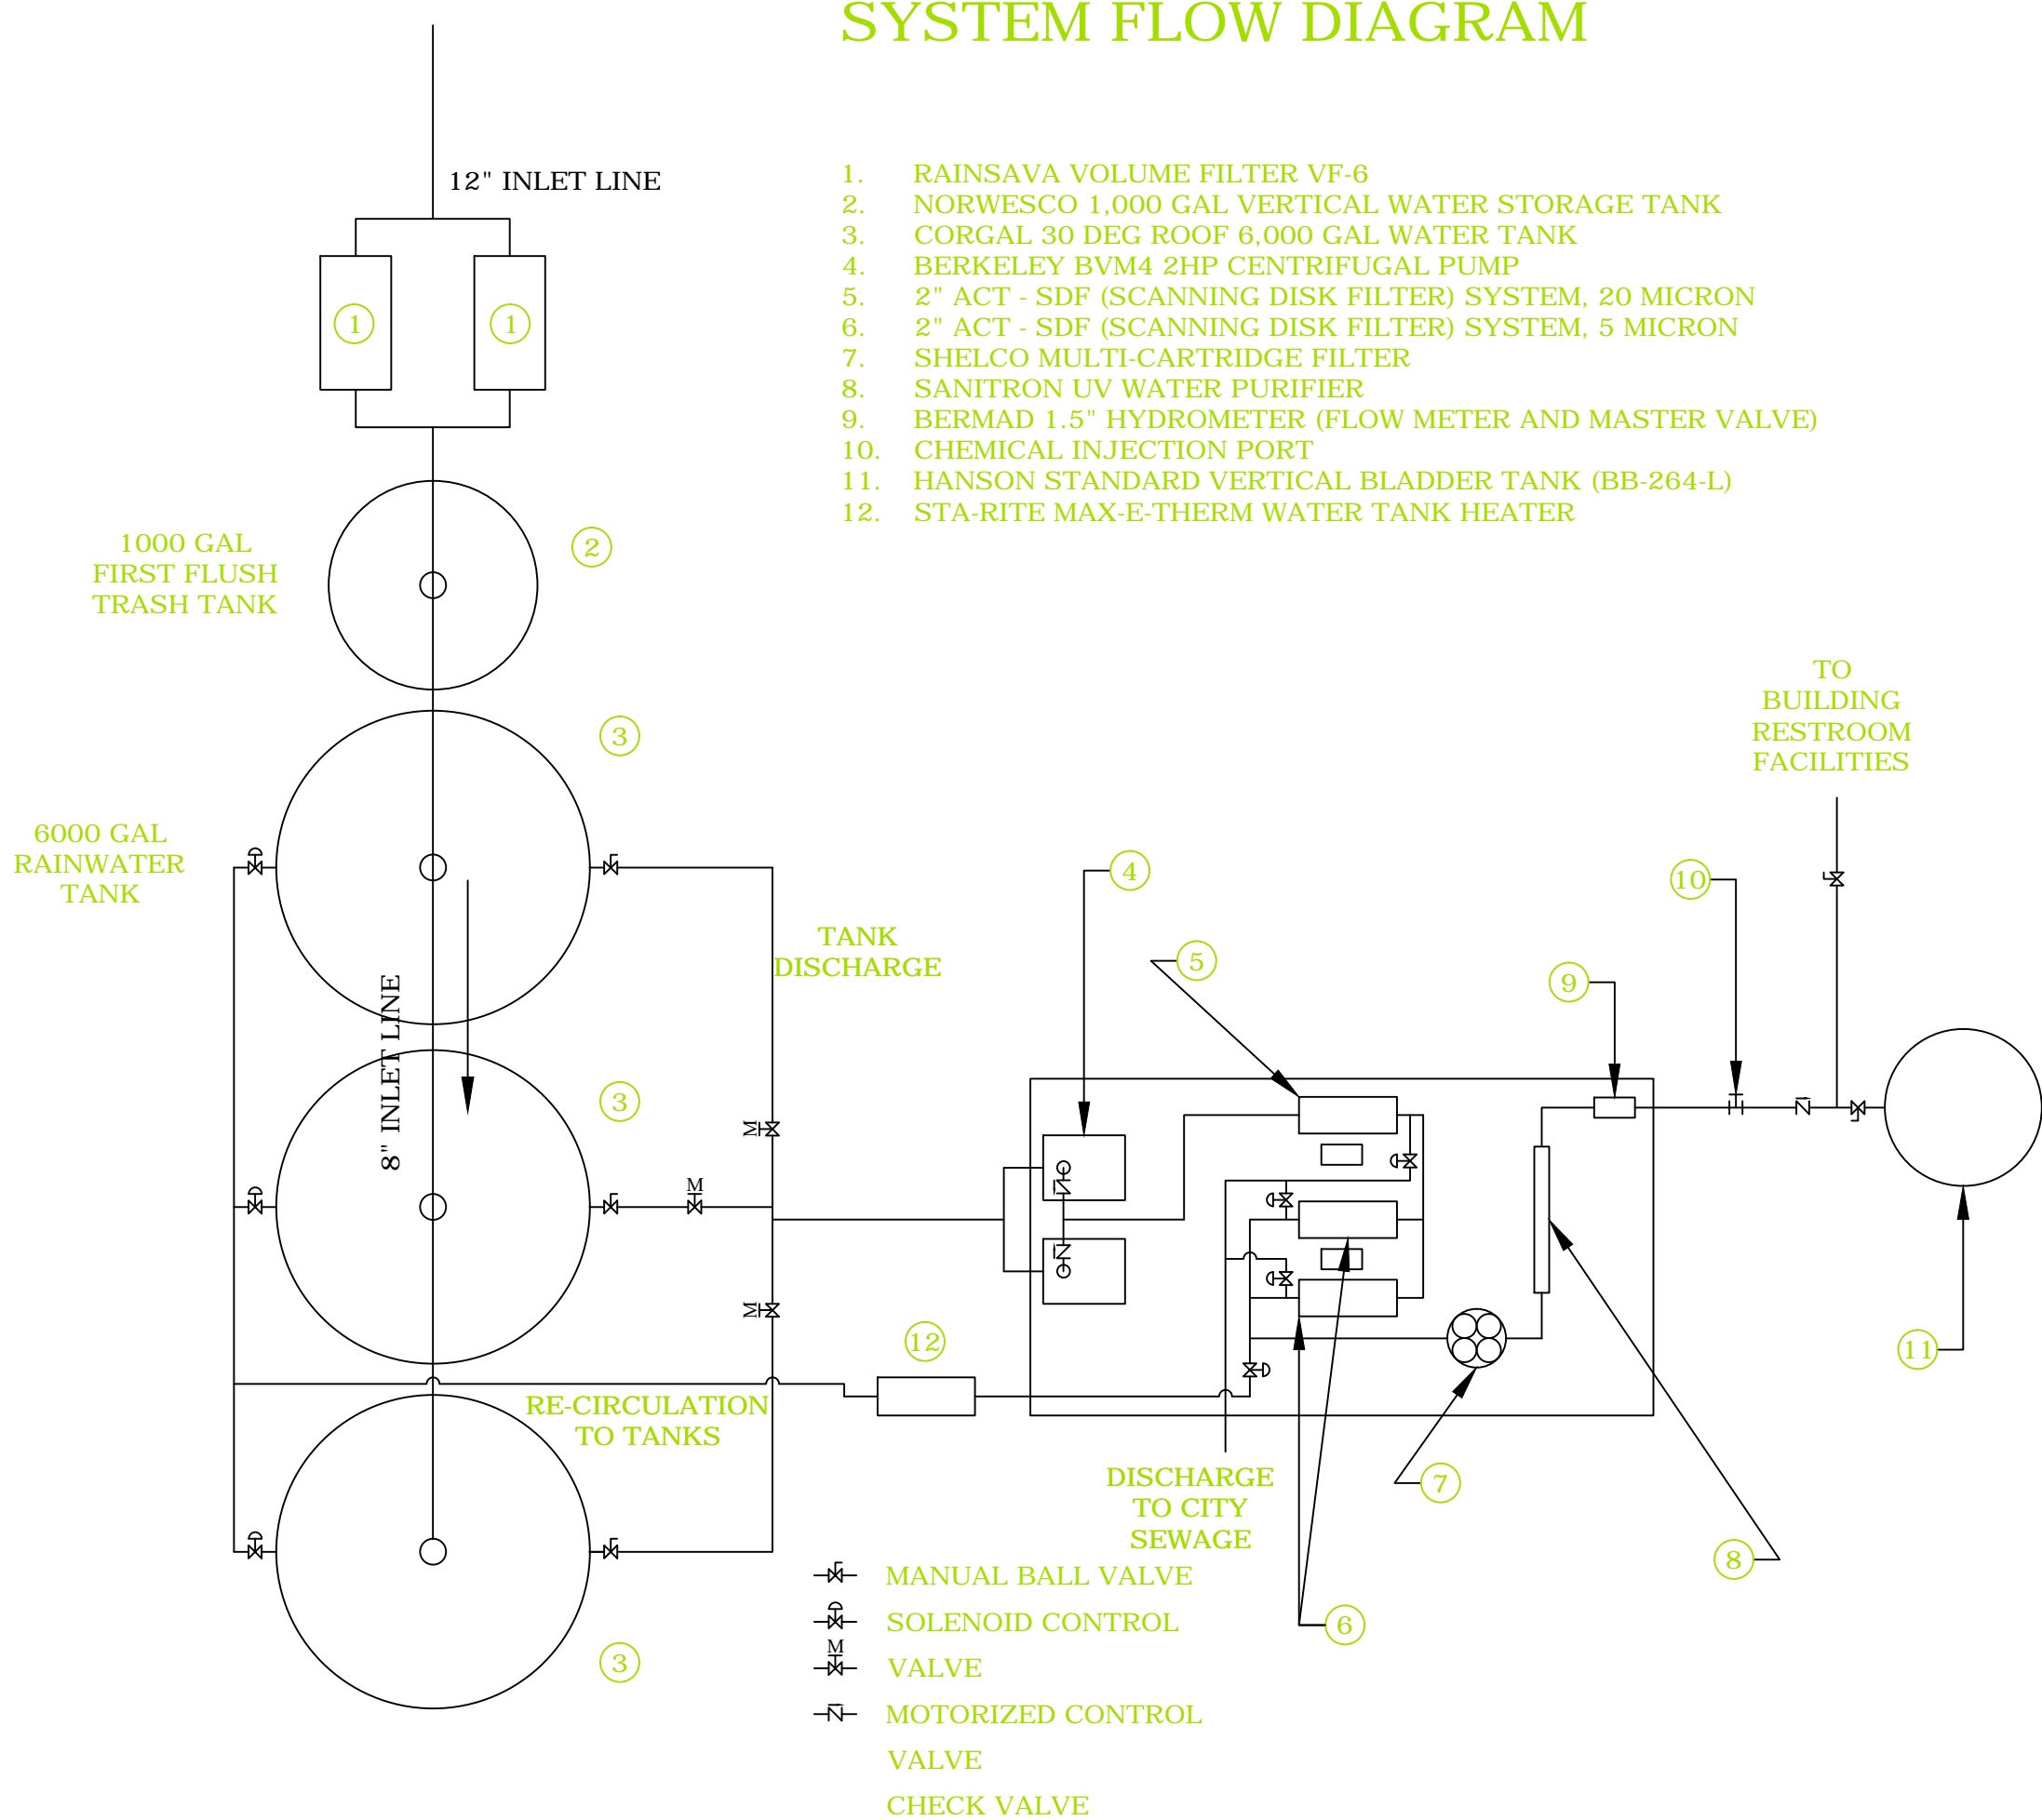 SYSTEM FLOW DIAGRAM
12" INLET LINE
1. RAINSAVA VOLUME FILTER VF-6
2. NORWESCO 1,000 GAL VERTICAL WATER STORAGE TANK
3. CORGAL 30 DEG ROOF 6,000 GAL WATER TANK
4. BERKELEY BVM4 2HP CENTRIFUGAL PUMP
5. 2" ACT - SDF (SCANNING DISK FILTER) SYSTEM, 20 MICRON
6. 2" ACT - SDF (SCANNING DISK FILTER) SYSTEM, 5 MICRON
7. SHELCO MULTI-CARTRIDGE FILTER
8. SANITRON UV WATER PURIFIER
9. BERMAD 1.5" HYDROMETER (FLOW METER AND MASTER VALVE)
10. CHEMICAL INJECTION PORT
11. HANSON STANDARD VERTICAL BLADDER TANK (BB-264-L)
12. STA-RITE MAX-E-THERM WATER TANK HEATER
1
1
1000 GAL
FIRST FLUSH
TRASH TANK
2
3
TO
BUILDING
RESTROOM
FACILITIES
6000 GAL
RAINWATER
TANK
4
10
TANK
DISCHARGE
5
9
8" INLET LINE
3
M
M
M
12
11
RE-CIRCULATION
TO TANKS
DISCHARGE
TO CITY
SEWAGE
7
8
6
3
MANUAL BALL VALVE
SOLENOID CONTROL
M
VALVE
MOTORIZED CONTROL
VALVE
CHECK VALVE